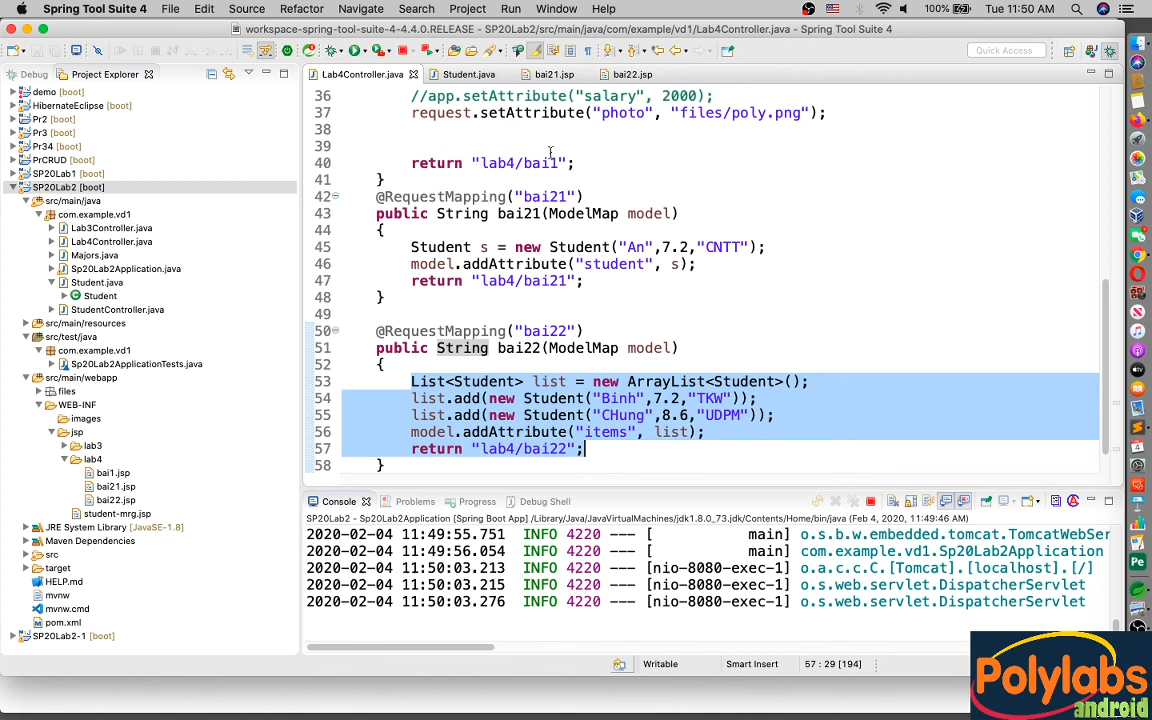 Spring Tool Suite 4 File Edit Source Refactor Navigate Search Project Run Window Help 100% Tue 11:50 AM
workspace-spring-tool-suite-4-4.4.0.RELEASE - SP20Lab2/src/main/java/com/example/vd1/Lab4Controller.java - Spring Tool Suite 4
Quick Access
Debug Project Explorer
Lab4Controller.java Student.java bai21.jsp bai22.jsp
demo [boot]
HibernateEclipse [boot]
Pr2 [boot]
Pr3 [boot]
Pr34 [boot]
PrCRUD [boot]
SP20Lab1 [boot]
SP20Lab2 [boot]
src/main/java
com.example.vd1
Lab3Controller.java
Lab4Controller.java
Majors.java
Sp20Lab2Application.java
Student.java
Student
StudentController.java
src/main/resources
src/test/java
com.example.vd1
Sp20Lab2ApplicationTests.java
src/main/webapp
files
WEB-INF
images
jsp
lab3
lab4
bai1.jsp
bai21.jsp
bai22.jsp
student-mrg.jsp
JRE System Library [JavaSE-1.8]
Maven Dependencies
src
target
HELP.md
mvnw
mvnw.cmd
pom.xml
SP20Lab2-1 [boot]
36 //app.setAttribute("salary", 2000);
37 request.setAttribute("photo", "files/poly.png");
38
39
40 return "lab4/bai1";
41 }
42 @RequestMapping("bai21")
43 public String bai21(ModelMap model)
44 {
45 Student s = new Student("An",7.2,"CNTT");
46 model.addAttribute("student", s);
47 return "lab4/bai21";
48 }
49
50 @RequestMapping("bai22")
51 public String bai22(ModelMap model)
52 {
53 List<Student> list = new ArrayList<Student>();
54 list.add(new Student("Binh",7.2,"TKW"));
55 list.add(new Student("CHung",8.6,"UDPM"));
56 model.addAttribute("items", list);
57 return "lab4/bai22";
58 }
Console Problems Progress Debug Shell
SP20Lab2 - Sp20Lab2Application [Spring Boot App] /Library/Java/JavaVirtualMachines/jdk1.8.0_73.jdk/Contents/Home/bin/java (Feb 4, 2020, 11:49:46 AM)
2020-02-04 11:49:55.751 INFO 4220 --- [ main] o.s.b.w.embedded.tomcat.TomcatWebSer
2020-02-04 11:49:56.054 INFO 4220 --- [ main] com.example.vd1.Sp20Lab2Application
2020-02-04 11:50:03.213 INFO 4220 --- [nio-8080-exec-1] o.a.c.c.C.[Tomcat].[localhost].[/]
2020-02-04 11:50:03.215 INFO 4220 --- [nio-8080-exec-1] o.s.web.servlet.DispatcherServlet
2020-02-04 11:50:03.276 INFO 4220 --- [nio-8080-exec-1] o.s.web.servlet.DispatcherServlet
Writable Smart Insert 57 : 29 [194]
Polylabs
android